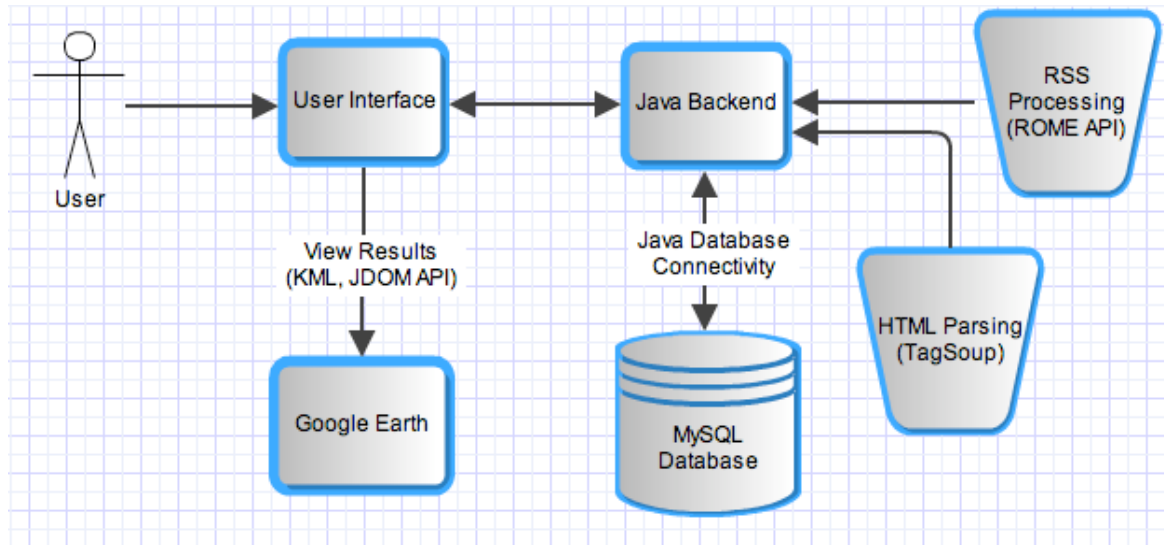 User
User Interface
Java Backend
RSS
Processing
(ROME API)
View Results
(KML, JDOM API)
Java Database
Connectivity
HTML Parsing
(TagSoup)
Google Earth
MySQL
Database